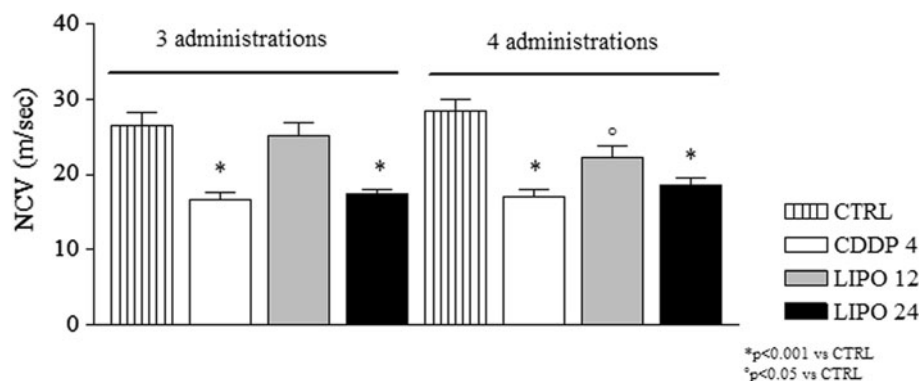 40
3 administrations
4 administrations
30
20
10
0
NCV (m/sec)
* * ° * *
CTRL
CDDP 4
LIPO 12
LIPO 24
*p<0.001 vs CTRL
°p<0.05 vs CTRL